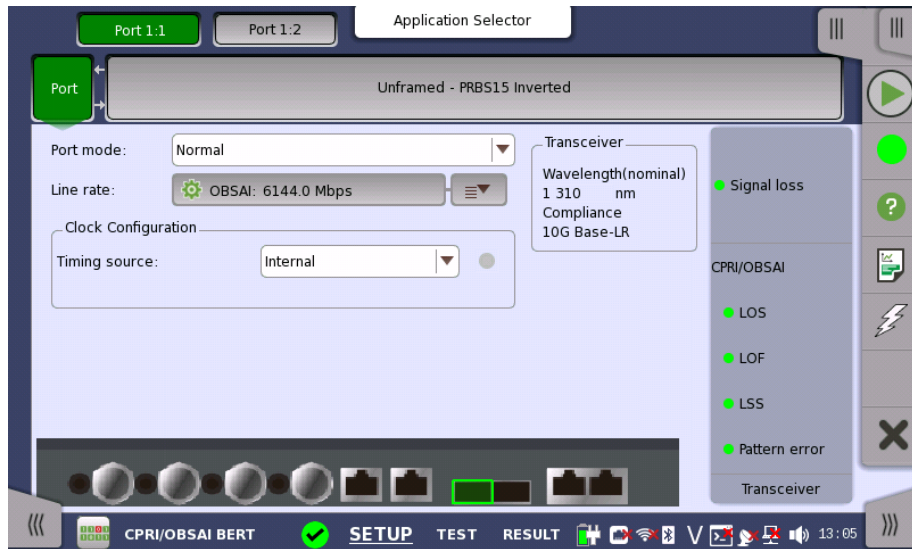 Port 1:1
Port 1:2
Application Selector
Port
Unframed - PRBS15 Inverted
Port mode:
Normal
Line rate:
OBSAI: 6144.0 Mbps
Clock Configuration
Timing source:
Internal
Transceiver
Wavelength(nominal)
1 310 nm
Compliance
10G Base-LR
Signal loss
CPRI/OBSAI
LOS
LOF
LSS
Pattern error
Transceiver
CPRI/OBSAI BERT
SETUP
TEST
RESULT
V
13:05